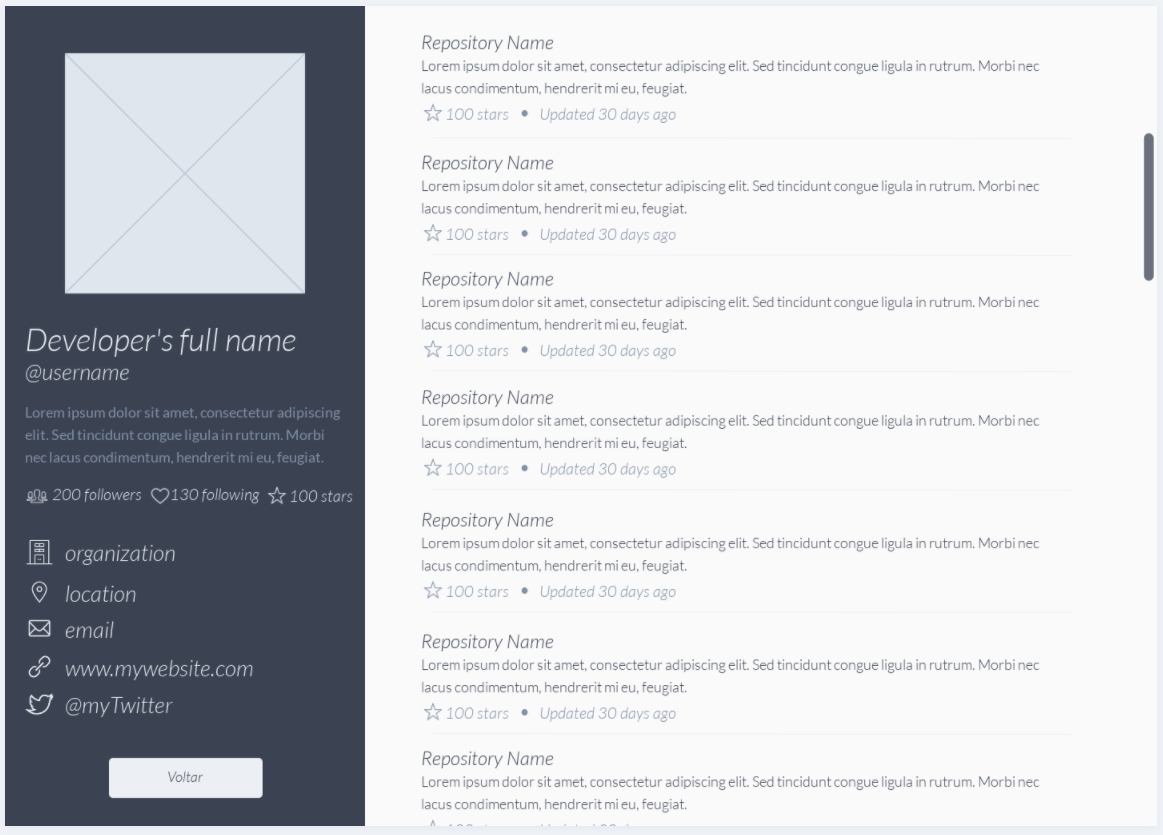 Developer's full name
@username
Lorem ipsum dolor sit amet, consectetur adipiscing
elit. Sed tincidunt congue ligula in rutrum. Morbi
nec lacus condimentum, hendrerit mi eu, feugiat.
200 followers 130 following 100 stars
organization
location
email
www.mywebsite.com
@myTwitter
Voltar
Repository Name
Lorem ipsum dolor sit amet, consectetur adipiscing elit. Sed tincidunt congue ligula in rutrum. Morbi nec
lacus condimentum, hendrerit mi eu, feugiat.
100 stars • Updated 30 days ago
Repository Name
Lorem ipsum dolor sit amet, consectetur adipiscing elit. Sed tincidunt congue ligula in rutrum. Morbi nec
lacus condimentum, hendrerit mi eu, feugiat.
100 stars • Updated 30 days ago
Repository Name
Lorem ipsum dolor sit amet, consectetur adipiscing elit. Sed tincidunt congue ligula in rutrum. Morbi nec
lacus condimentum, hendrerit mi eu, feugiat.
100 stars • Updated 30 days ago
Repository Name
Lorem ipsum dolor sit amet, consectetur adipiscing elit. Sed tincidunt congue ligula in rutrum. Morbi nec
lacus condimentum, hendrerit mi eu, feugiat.
100 stars • Updated 30 days ago
Repository Name
Lorem ipsum dolor sit amet, consectetur adipiscing elit. Sed tincidunt congue ligula in rutrum. Morbi nec
lacus condimentum, hendrerit mi eu, feugiat.
100 stars • Updated 30 days ago
Repository Name
Lorem ipsum dolor sit amet, consectetur adipiscing elit. Sed tincidunt congue ligula in rutrum. Morbi nec
lacus condimentum, hendrerit mi eu, feugiat.
100 stars • Updated 30 days ago
Repository Name
Lorem ipsum dolor sit amet, consectetur adipiscing elit. Sed tincidunt congue ligula in rutrum. Morbi nec
lacus condimentum, hendrerit mi eu, feugiat.